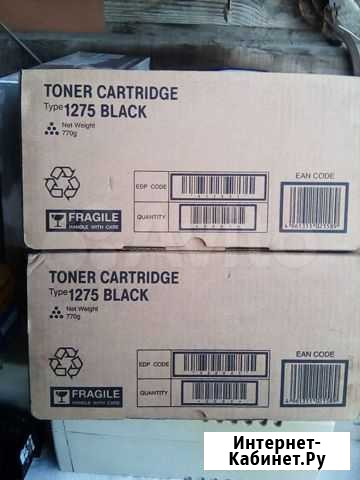 TONER CARTRIDGE
Type 1275 BLACK
Net Weight
770g
EAN CODE
EDP CODE
QUANTITY
FRAGILE
HANDLE WITH CARE
TONER CARTRIDGE
Type 1275 BLACK
Net Weight
770g
EAN CODE
EDP CODE
QUANTITY
FRAGILE
HANDLE WITH CARE
Интернет-
Кабинет.Ру